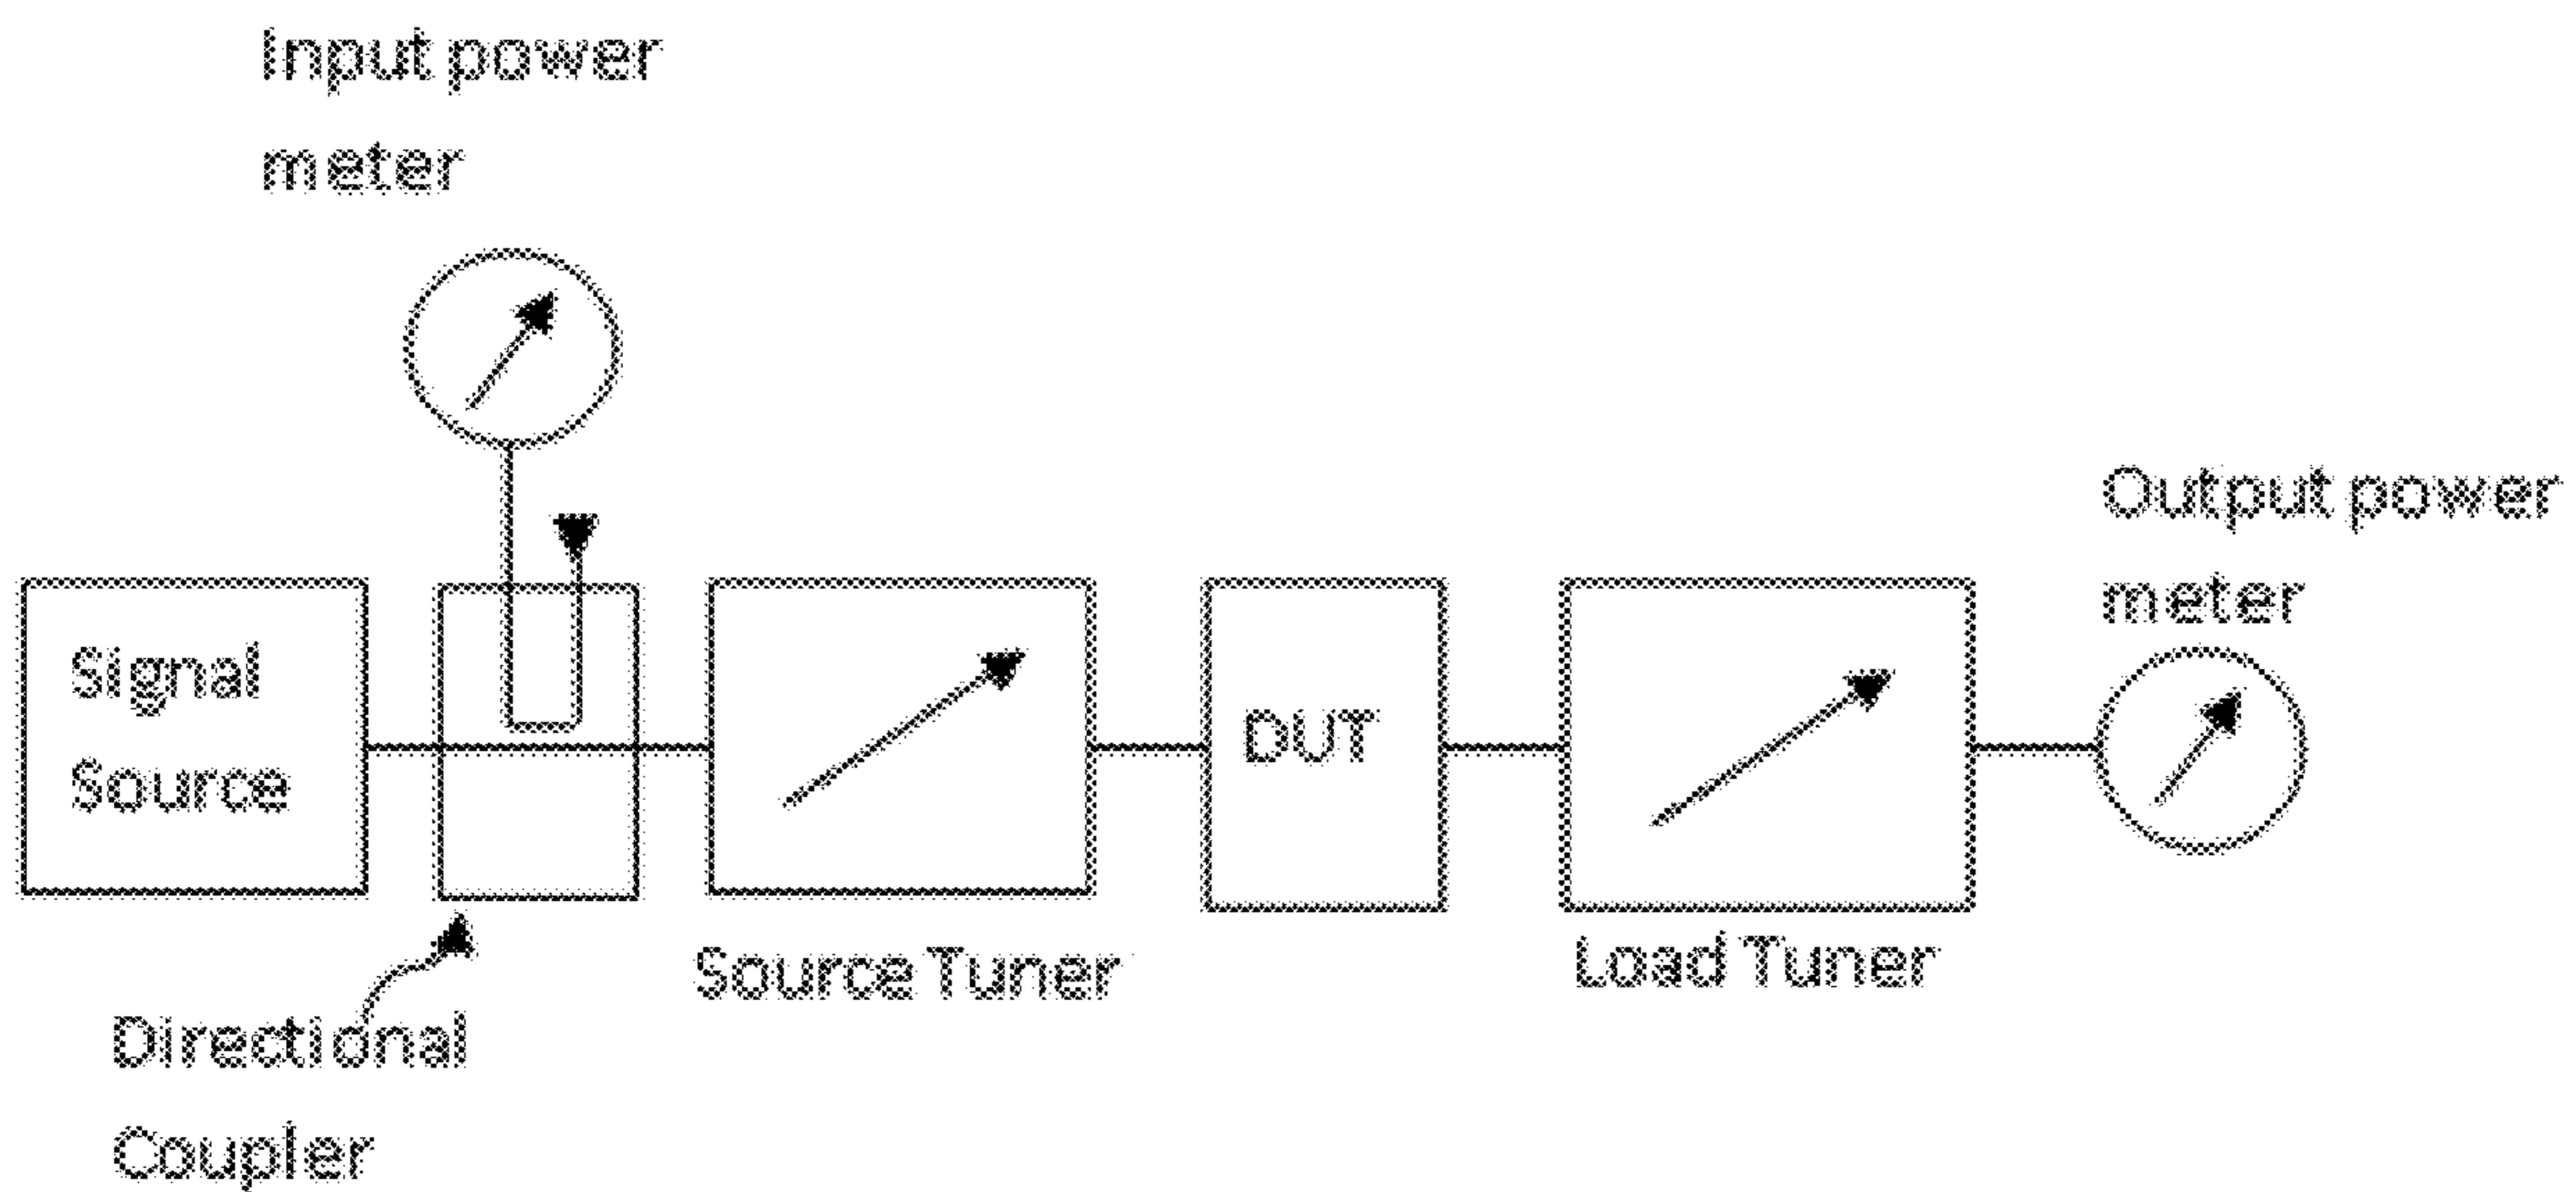 Input power
meter
Output power
meter
Signal
Source
DUT
Source Tuner
Load Tuner
Directional
Coupler